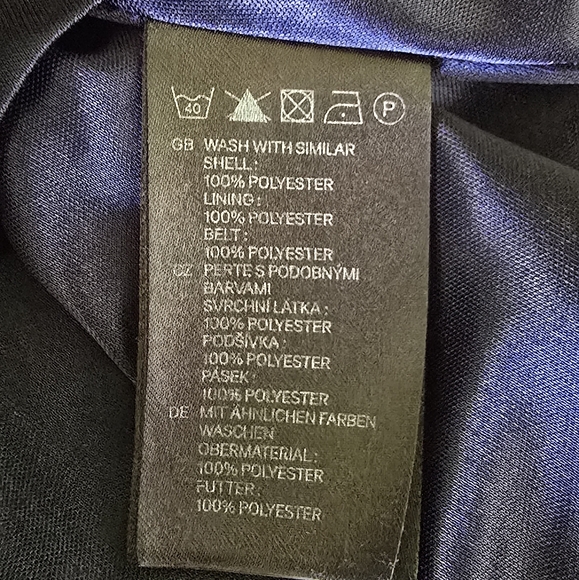 40 P
GB WASH WITH SIMILAR
SHELL:
100% POLYESTER
LINING:
100% POLYESTER
BELT:
100% POLYESTER
CZ PERTE S PODOBNÝMI
BARVAMI
SVRCHNÍ LÁTKA:
100% POLYESTER
PODŠÍVKA:
100% POLYESTER
PÁSEK:
100% POLYESTER
DE MIT ÄHNLICHEN FARBEN
WASCHEN
OBERMATERIAL:
100% POLYESTER
FUTTER:
100% POLYESTER